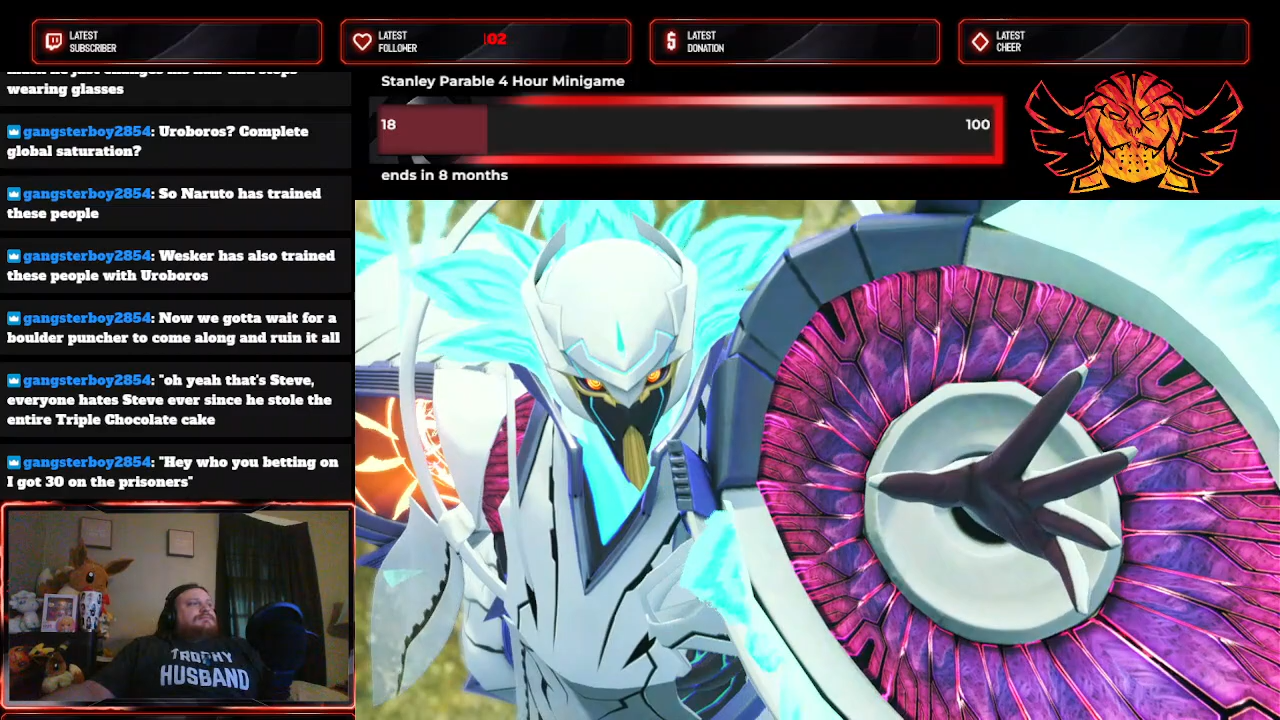 LATEST
SUBSCRIBER
LATEST
FOLLOWER
02
LATEST
DONATION
LATEST
CHEER
wearing glasses
gangsterboy2854: Uroboros? Complete
global saturation?
gangsterboy2854: So Naruto has trained
these people
gangsterboy2854: Wesker has also trained
these people with Uroboros
gangsterboy2854: Now we gotta wait for a
boulder puncher to come along and ruin it all
gangsterboy2854: "oh yeah that's Steve,
everyone hates Steve ever since he stole the
entire Triple Chocolate cake
gangsterboy2854: "Hey who you betting on
I got 30 on the prisoners"
Stanley Parable 4 Hour Minigame
18 100
ends in 8 months
TROPHY
HUSBAND